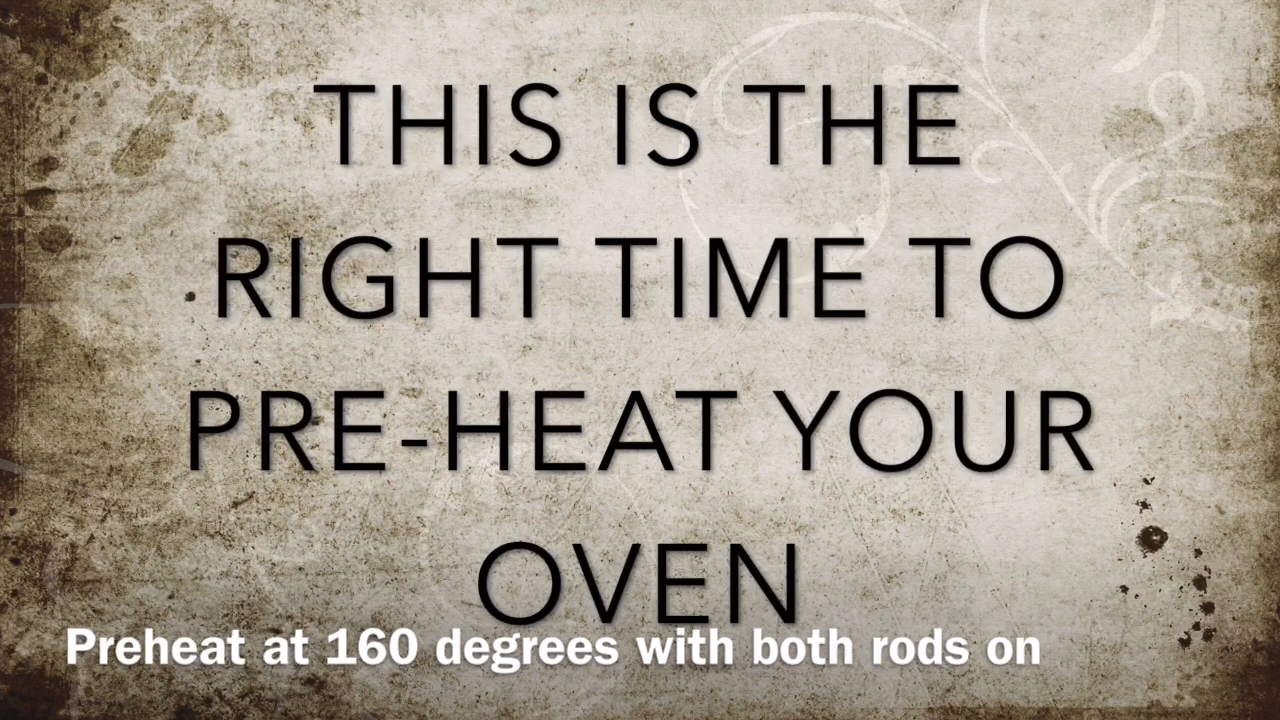 THIS IS THE
RIGHT TIME TO
PRE-HEAT YOUR
OVEN
Preheat at 160 degrees with both rods on